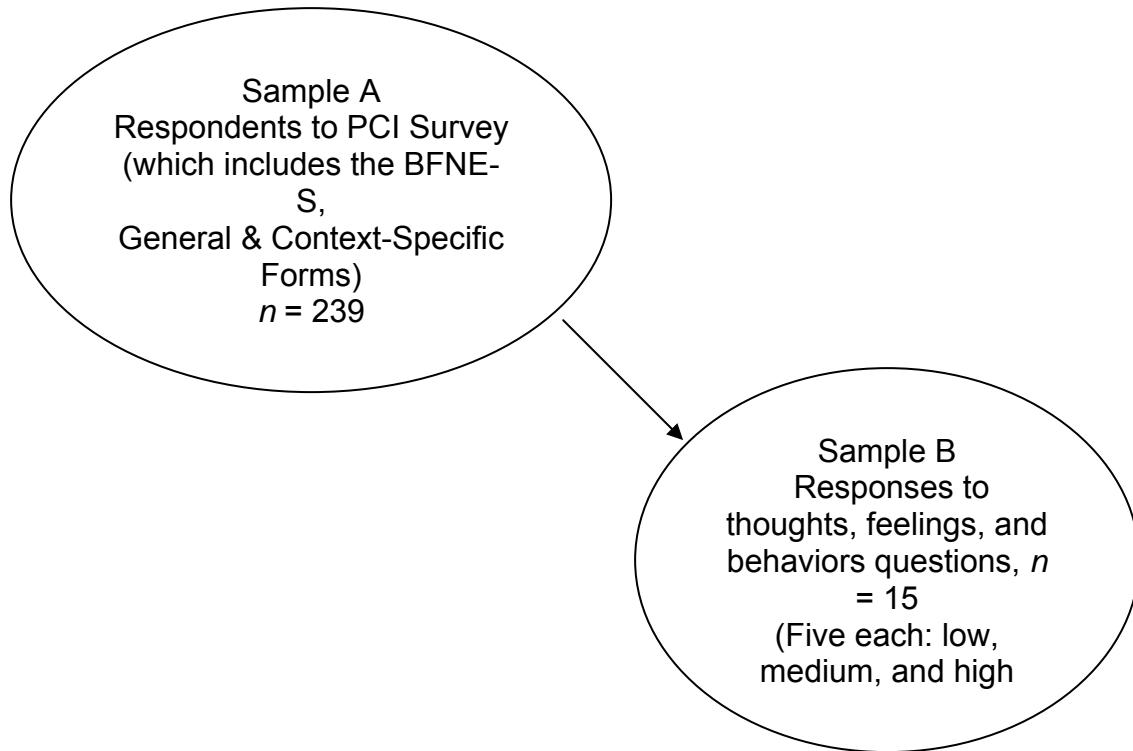 Sample A
Respondents to PCI Survey
(which includes the BFNE-
S,
General & Context-Specific
Forms)
n = 239
Sample B
Responses to
thoughts, feelings, and
behaviors questions, n
= 15
(Five each: low,
medium, and high